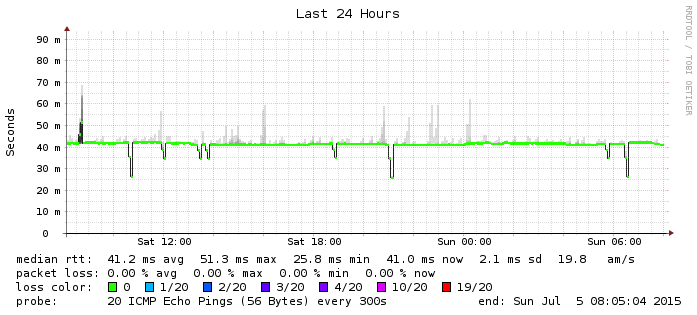 Last 24 Hours
RRDTOOL / TOBI OETIKER
Seconds
90 m
80 m
70 m
60 m
50 m
40 m
30 m
20 m
10 m
0
Sat 12:00 Sat 18:00 Sun 00:00 Sun 06:00
median rtt: 41.2 ms avg 51.3 ms max 25.8 ms min 41.0 ms now 2.1 ms sd 19.8 am/s
packet loss: 0.00 % avg 0.00 % max 0.00 % min 0.00 % now
loss color: 0 1/20 2/20 3/20 4/20 10/20 19/20
probe: 20 ICMP Echo Pings (56 Bytes) every 300s end: Sun Jul 5 08:05:04 2015